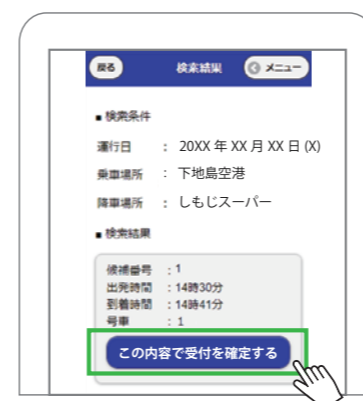 戻る 検索結果 メニュー
■ 検索条件
運行日 : 20XX 年 XX 月 XX 日 (X)
乗車場所 : 下地島空港
降車場所 : しもじスーパー
■ 検索結果
候補番号 : 1
出発時間 : 14時30分
到着時間 : 14時41分
号車 : 1
この内容で受付を確定する